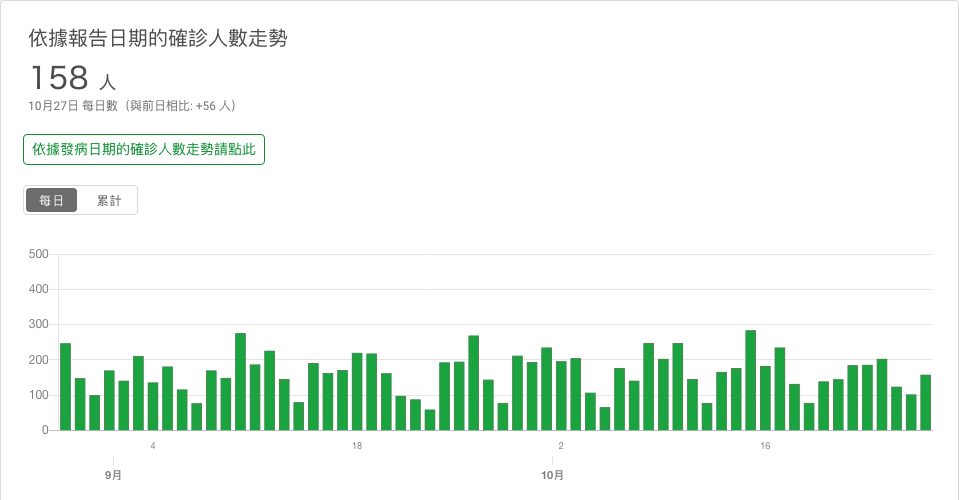 依據報告日期的確診人數走勢
158 人
10月27日 每日數（與前日相比: +56 人）
依據發病日期的確診人數走勢請點此
每日 累計
500
400
300
200
100
0
4 18 2 16
9月 10月